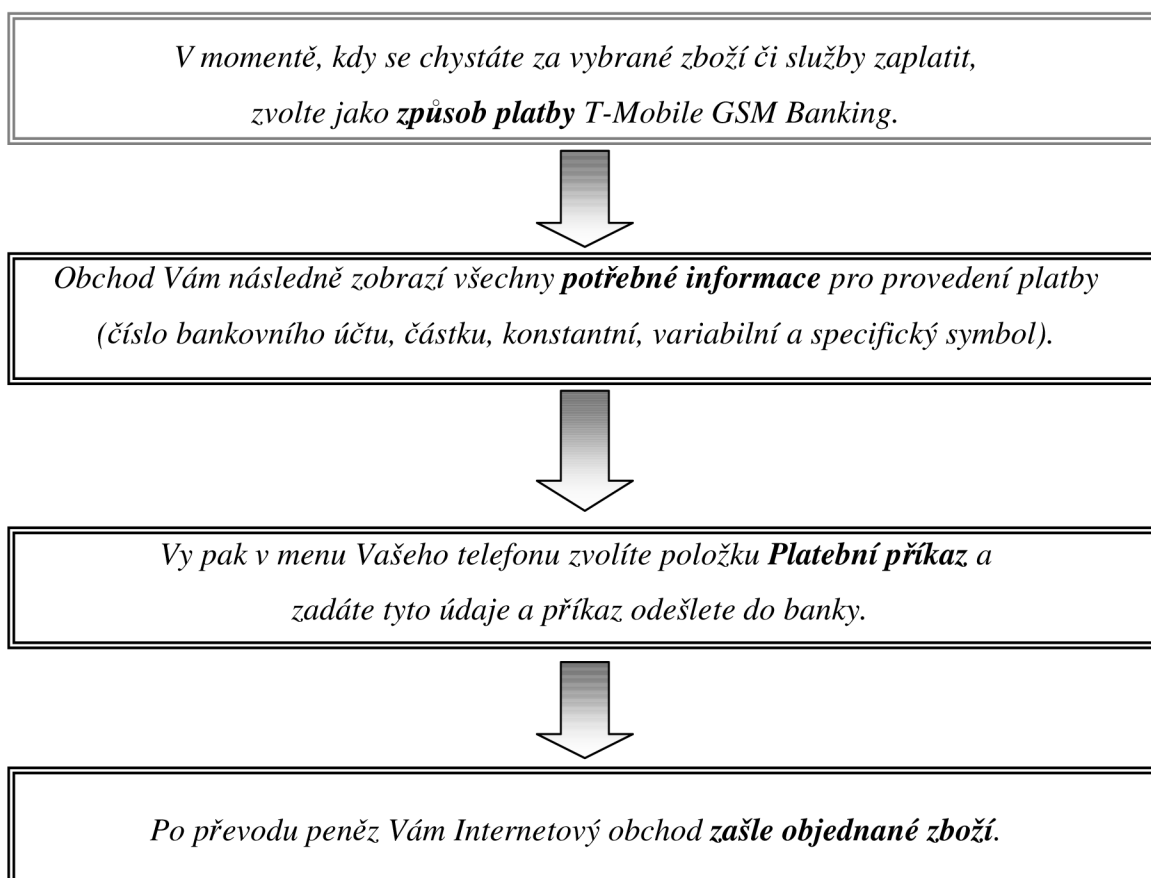 V momentě, kdy se chystáte za vybrané zboží či služby zaplatit,
zvolte jako způsob platby T-Mobile GSM Banking.
Obchod Vám následně zobrazí všechny potřebné informace pro provedení platby
(číslo bankovního účtu, částku, konstantní, variabilní a specifický symbol).
Vy pak v menu Vašeho telefonu zvolíte položku Platební příkaz a
zadáte tyto údaje a příkaz odešlete do banky.
Po převodu peněz Vám Internetový obchod zašle objednané zboží.